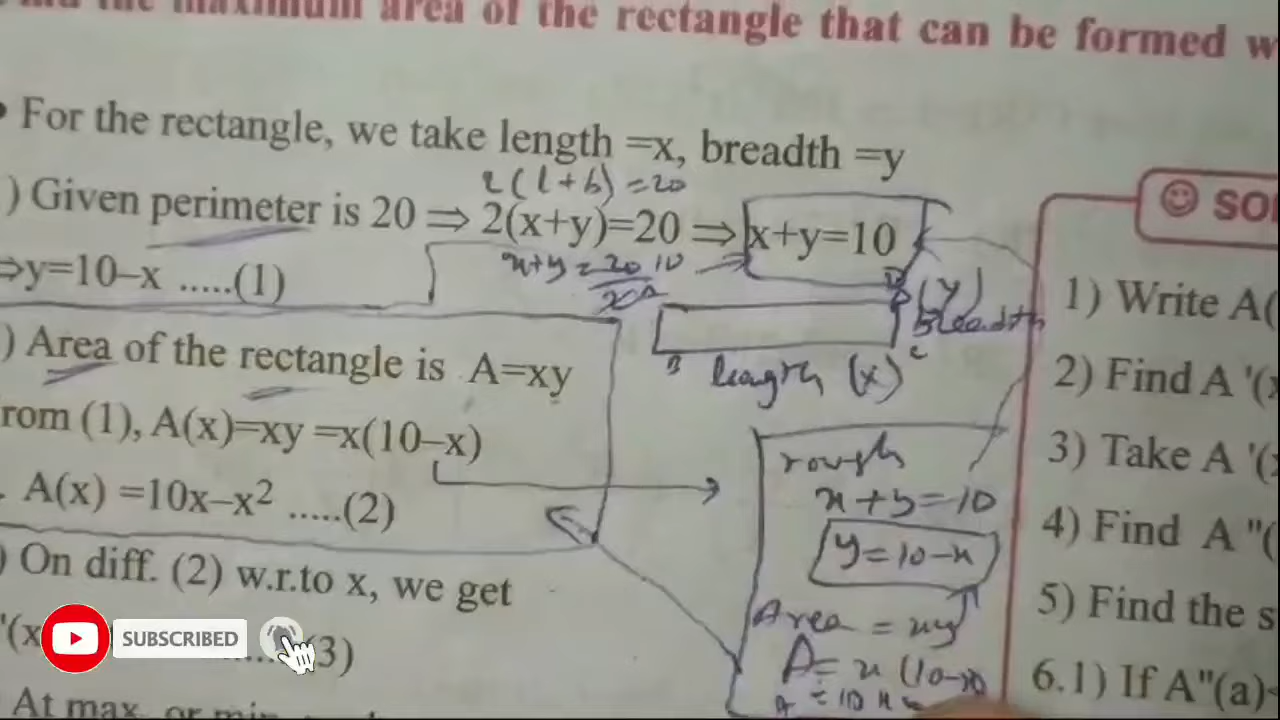 the maximum area of the rectangle that can be formed w
For the rectangle, we take length =x, breadth =y
2(l+b)=20
) Given perimeter is 20 ⇒ 2(x+y)=20 ⇒ x+y=10
x+y=20 10
⇒y=10–x .....(1)
(y)
Breadth
) Area of the rectangle is A=xy
B length (x) c
rom (1), A(x)=xy =x(10–x)
. A(x) =10x–x² .....(2)
) On diff. (2) w.r.to x, we get
SUBSCRIBED
(3)
At max. or min.
rough
x+y=10
y=10-x
Area = xy
A = x(10-x)
SO
1) Write A(
2) Find A '(
3) Take A '(
4) Find A "(
5) Find the s
6.1) If A"(a)